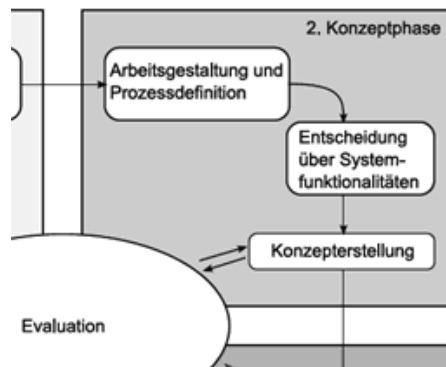 2. Konzeptphase
Arbeitsgestaltung und
Prozessdefinition
Entscheidung
über System-
funktionalitäten
Konzepterstellung
Evaluation